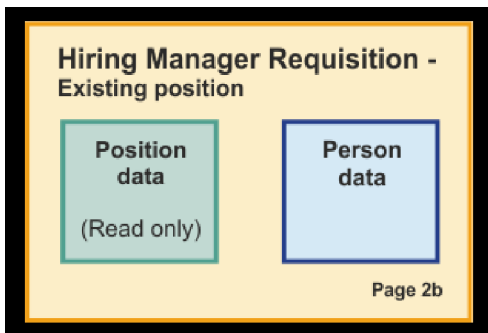 Hiring Manager Requisition -
Existing position
Position
data
(Read only)
Person
data
Page 2b